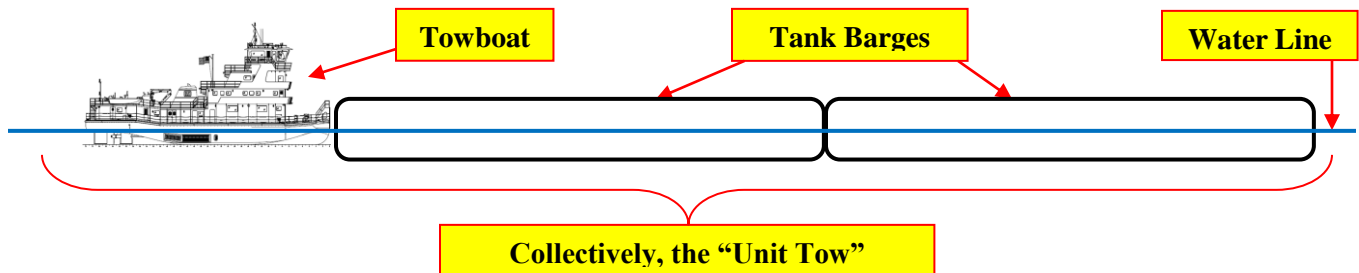 Towboat
Tank Barges
Water Line
Collectively, the “Unit Tow”